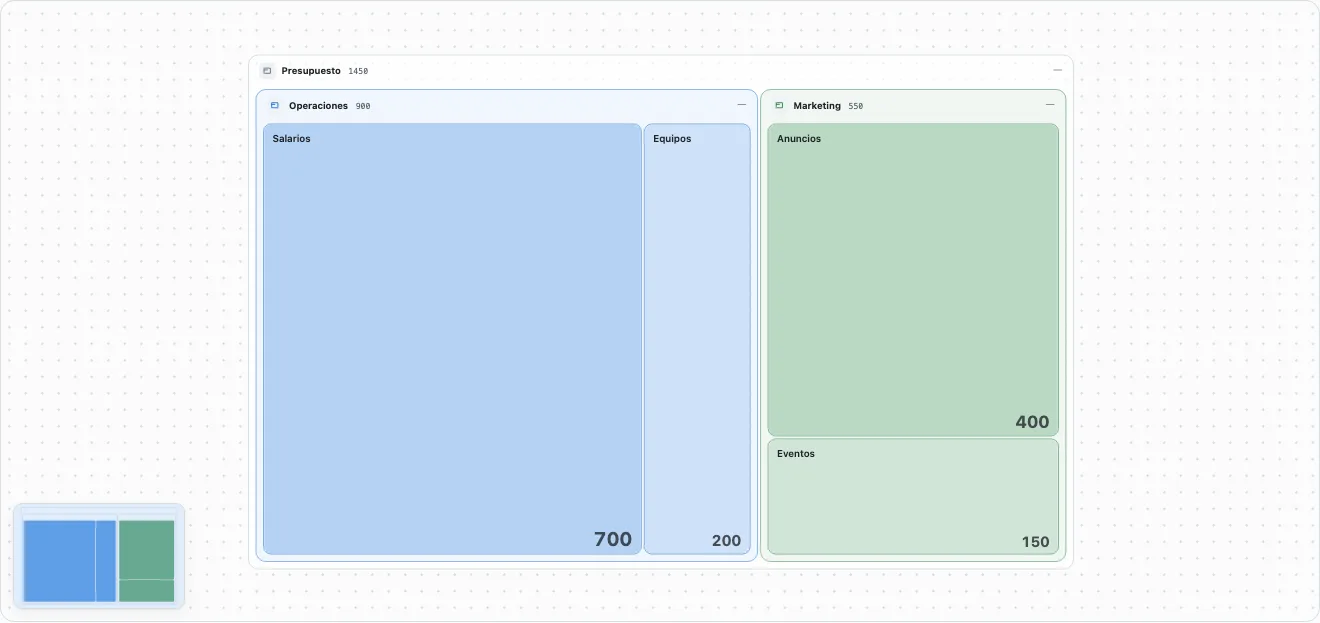 Presupuesto 1450
Operaciones 900
Marketing 550
Salarios
Equipos
Anuncios
400
Eventos
700
200
150